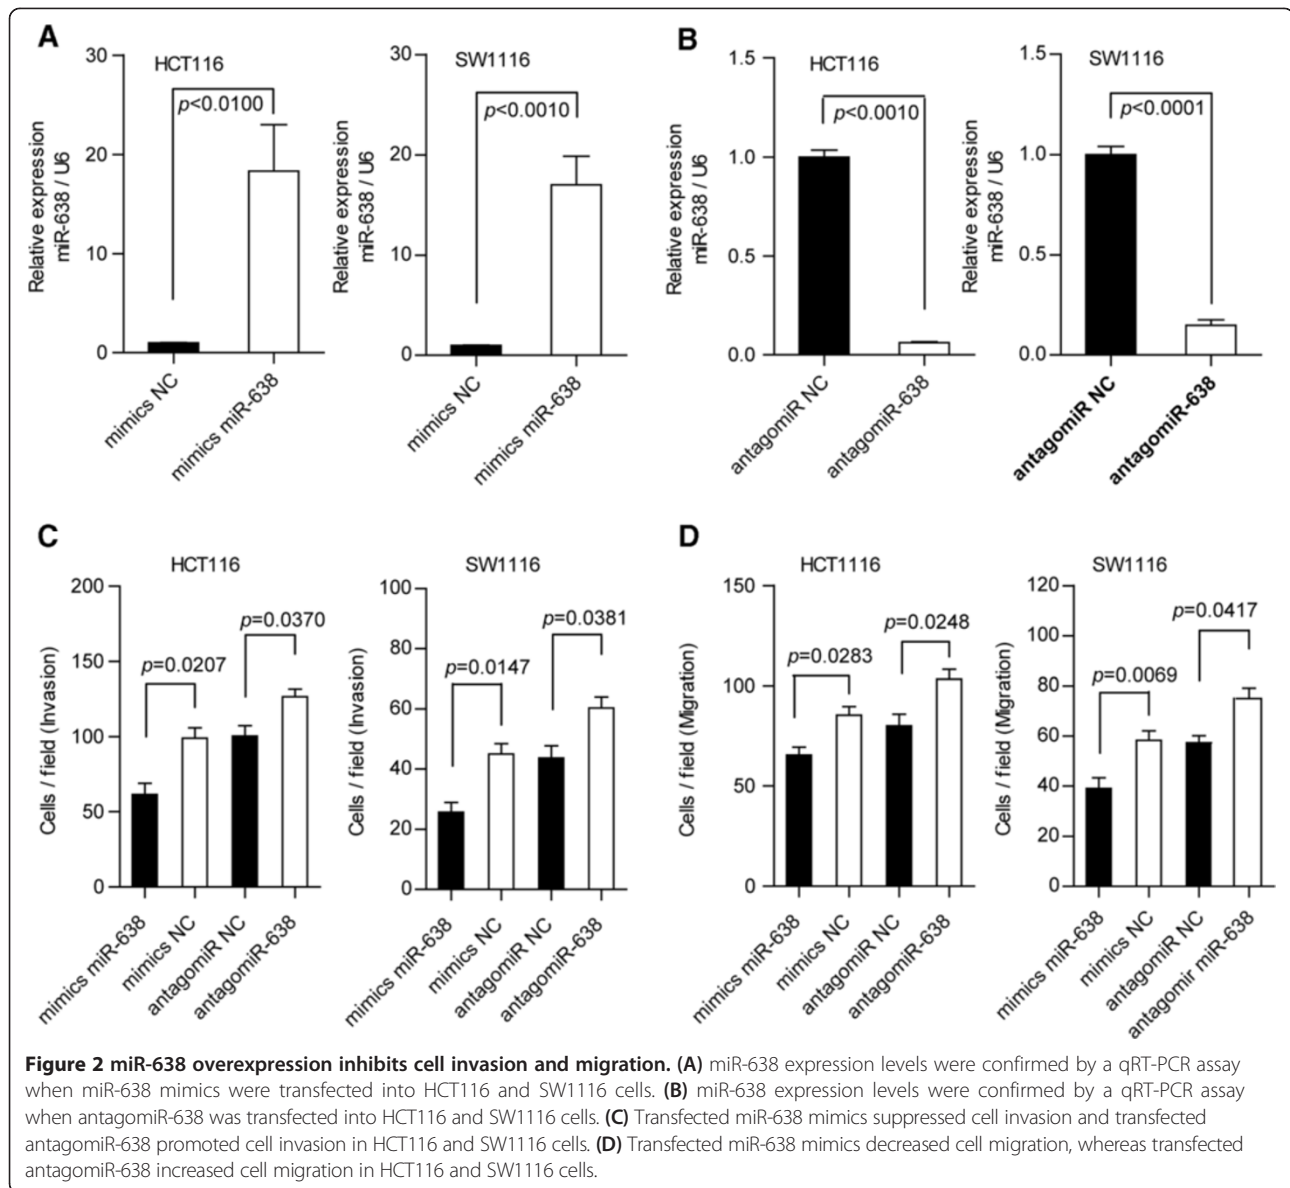 A
HCT116
p<0.0100
Relative expression
miR-638 / U6
30
20
10
0
mimics NC
mimics miR-638
SW1116
p<0.0010
Relative expression
miR-638 / U6
30
20
10
0
mimics NC
mimics miR-638
B
HCT116
p<0.0010
Relative expression
miR-638 / U6
1.5
1.0
0.5
0.0
antagomiR NC
antagomiR-638
SW1116
p<0.0001
Relative expression
miR-638 / U6
1.5
1.0
0.5
0.0
antagomiR NC
antagomiR-638
C
HCT116
p=0.0370
p=0.0207
Cells / field (Invasion)
200
150
100
50
0
mimics miR-638
mimics NC
antagomiR NC
antagomiR-638
SW1116
p=0.0381
p=0.0147
Cells / field (Invasion)
100
80
60
40
20
0
mimics miR-638
mimics NC
antagomiR NC
antagomiR-638
D
HCT1116
p=0.0248
p=0.0283
Cells / field (Migration)
150
100
50
0
mimics miR-638
mimics NC
antagomiR NC
antagomiR-638
SW1116
p=0.0417
p=0.0069
Cells / field (Migration)
120
100
80
60
40
20
0
mimics miR-638
mimics NC
antagomiR NC
antagomir miR-638
Figure 2 miR-638 overexpression inhibits cell invasion and migration. (A) miR-638 expression levels were confirmed by a qRT-PCR assay
when miR-638 mimics were transfected into HCT116 and SW1116 cells. (B) miR-638 expression levels were confirmed by a qRT-PCR assay
when antagomiR-638 was transfected into HCT116 and SW1116 cells. (C) Transfected miR-638 mimics suppressed cell invasion and transfected
antagomiR-638 promoted cell invasion in HCT116 and SW1116 cells. (D) Transfected miR-638 mimics decreased cell migration, whereas transfected
antagomiR-638 increased cell migration in HCT116 and SW1116 cells.